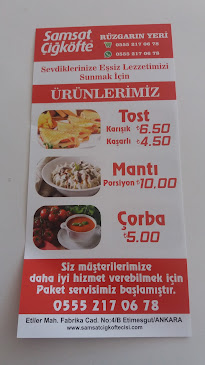 Samsat
Çiğköfte
RÜZGARIN YERİ
0555 217 06 78
0555 217 06 78
Sevdiklerinize Eşsiz Lezzetimizi
Sunmak İçin
ÜRÜNLERİMİZ
Tost
Karışık ₺6.50
Kaşarlı ₺4.50
Mantı
Porsiyon ₺10.00
Çorba
₺5.00
Siz müşterilerimize
daha iyi hizmet verebilmek için
Paket servisimiz başlamıştır.
0555 217 06 78
Etiler Mah. Fabrika Cad. No:4/B Etimesgut/ANKARA
www.samsatcigkoftecisi.com